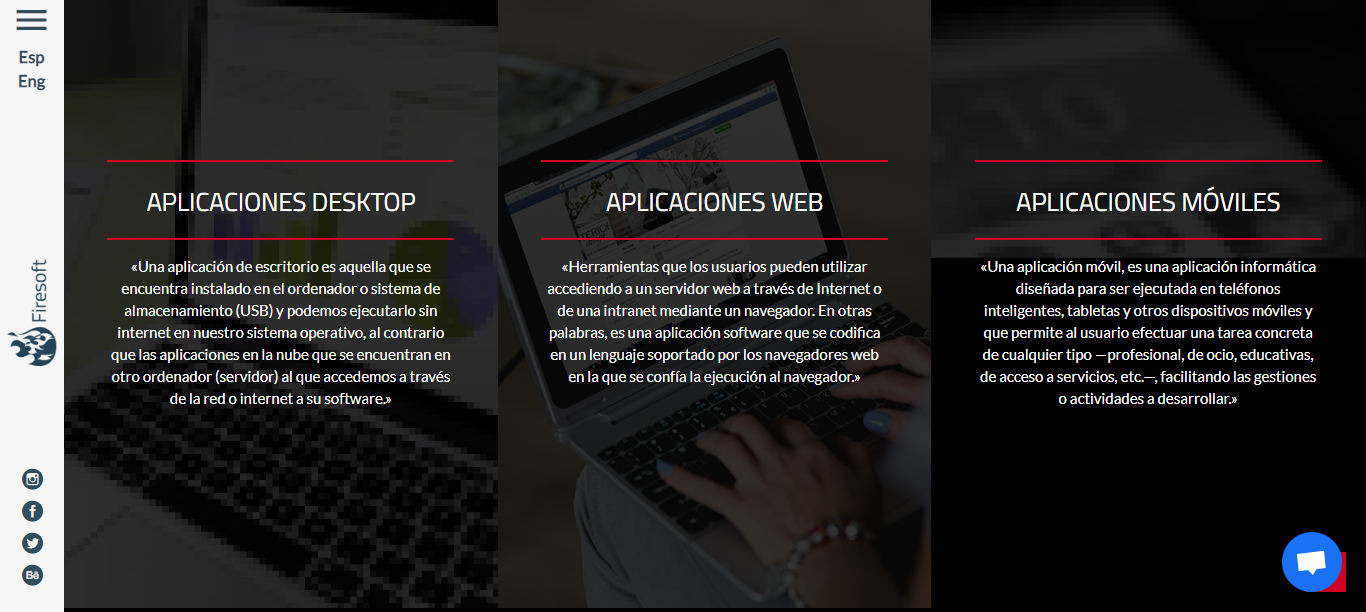 Esp
Eng
Firesoft
APLICACIONES DESKTOP
«Una aplicación de escritorio es aquella que se
encuentra instalado en el ordenador o sistema de
almacenamiento (USB) y podemos ejecutarlo sin
internet en nuestro sistema operativo, al contrario
que las aplicaciones en la nube que se encuentran en
otro ordenador (servidor) al que accedemos a través
de la red o internet a su software.»
APLICACIONES WEB
«Herramientas que los usuarios pueden utilizar
accediendo a un servidor web a través de Internet o
de una intranet mediante un navegador. En otras
palabras, es una aplicación software que se codifica
en un lenguaje soportado por los navegadores web
en la que se confía la ejecución al navegador.»
APLICACIONES MÓVILES
«Una aplicación móvil, es una aplicación informática
diseñada para ser ejecutada en teléfonos
inteligentes, tabletas y otros dispositivos móviles y
que permite al usuario efectuar una tarea concreta
de cualquier tipo —profesional, de ocio, educativas,
de acceso a servicios, etc.—, facilitando las gestiones
o actividades a desarrollar.»
Bē